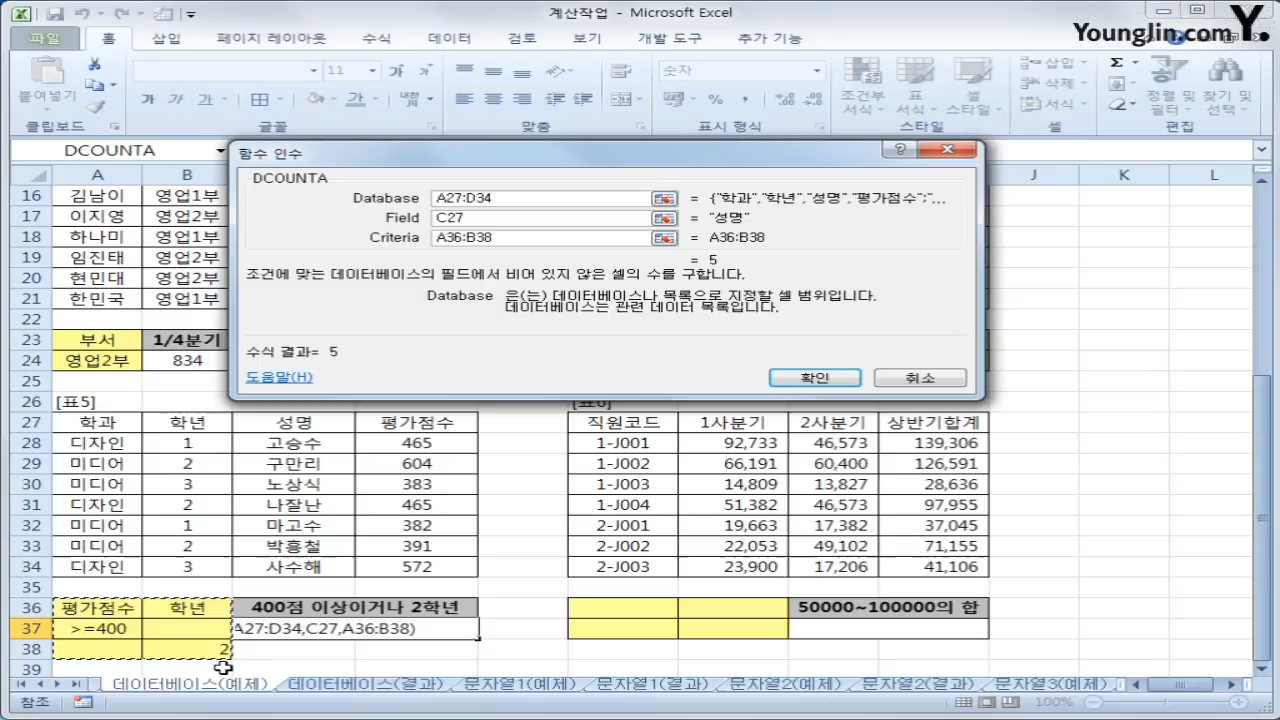 계산작업 - Microsoft Excel
Younglin.com Y.
파일 홈 삽입 페이지 레이아웃 수식 데이터 검토 보기 개발 도구 추가 기능
붙여넣기 11 가 가 숫자 조건부 서식 표 서식 셀 스타일 삽입 삭제 서식 Σ 정렬 및 필터 찾기 및 선택
클립보드 글꼴 맞춤 표시 형식 스타일 셀 편집
DCOUNTA
함수 인수
DCOUNTA
Database A27:D34 = {"학과","학년","성명","평가점수";"...
Field C27 = "성명"
Criteria A36:B38 = A36:B38
= 5
조건에 맞는 데이터베이스의 필드에서 비어 있지 않은 셀의 수를 구합니다.
Database 은(는) 데이터베이스나 목록으로 지정할 셀 범위입니다.
데이터베이스는 관련 데이터 목록입니다.
수식 결과= 5
도움말(H) 확인 취소
A B J K L
16 김남이 영업1부
17 이지영 영업2부
18 하나미 영업1부
19 임진태 영업2부
20 현민대 영업2부
21 한민국 영업1부
22
23 부서 1/4분기
24 영업2부 834
25
26 [표5] [표6]
27 학과 학년 성명 평가점수 직원코드 1사분기 2사분기 상반기합계
28 디자인 1 고승수 465 1-J001 92,733 46,573 139,306
29 미디어 2 구만리 604 1-J002 66,191 60,400 126,591
30 미디어 3 노상식 383 1-J003 14,809 13,827 28,636
31 디자인 2 나잘난 465 1-J004 51,382 46,573 97,955
32 미디어 1 마고수 382 2-J001 19,663 17,382 37,045
33 미디어 2 박흥철 391 2-J002 22,053 49,102 71,155
34 디자인 3 사수해 572 2-J003 23,900 17,206 41,106
35
36 평가점수 학년 400점 이상이거나 2학년 50000~100000의 합
37 >=400 A27:D34,C27,A36:B38)
38 2
39
데이터베이스(예제) 데이터베이스(결과) 문자열1(예제) 문자열1(결과) 문자열2(예제) 문자열2(결과) 문자열3(예제)
참조 100%